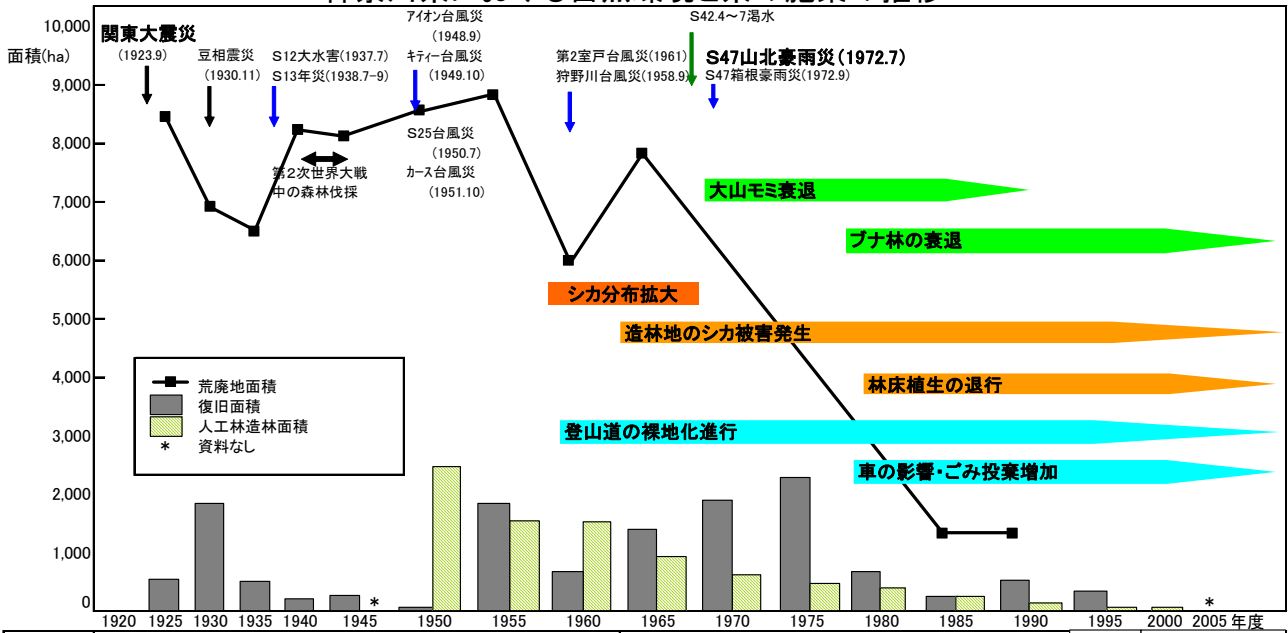 10,000
面積(ha)
9,000
8,000
7,000
6,000
5,000
4,000
3,000
2,000
1,000
0
関東大震災
(1923.9)
豆相震災
(1930.11)
S12大水害(1937.7)
S13年災(1938.7-9)
アイオン台風災
(1948.9)
キティー台風災
(1949.10)
第2次世界大戦
中の森林伐採
S25台風災
(1950.7)
カース台風災
(1951.10)
第2室戸台風災(1961)
狩野川台風災(1958.9)
S42.4~7渇水
S47山北豪雨災(1972.7)
S47箱根豪雨災(1972.9)
大山モミ衰退
ブナ林の衰退
シカ分布拡大
造林地のシカ被害発生
林床植生の退行
登山道の裸地化進行
車の影響・ごみ投棄増加
荒廃地面積
復旧面積
人工林造林面積
* 資料なし
*
*
1920 1925 1930 1935 1940 1945 1950 1955 1960 1965 1970 1975 1980 1985 1990 1995 2000 2005 年度